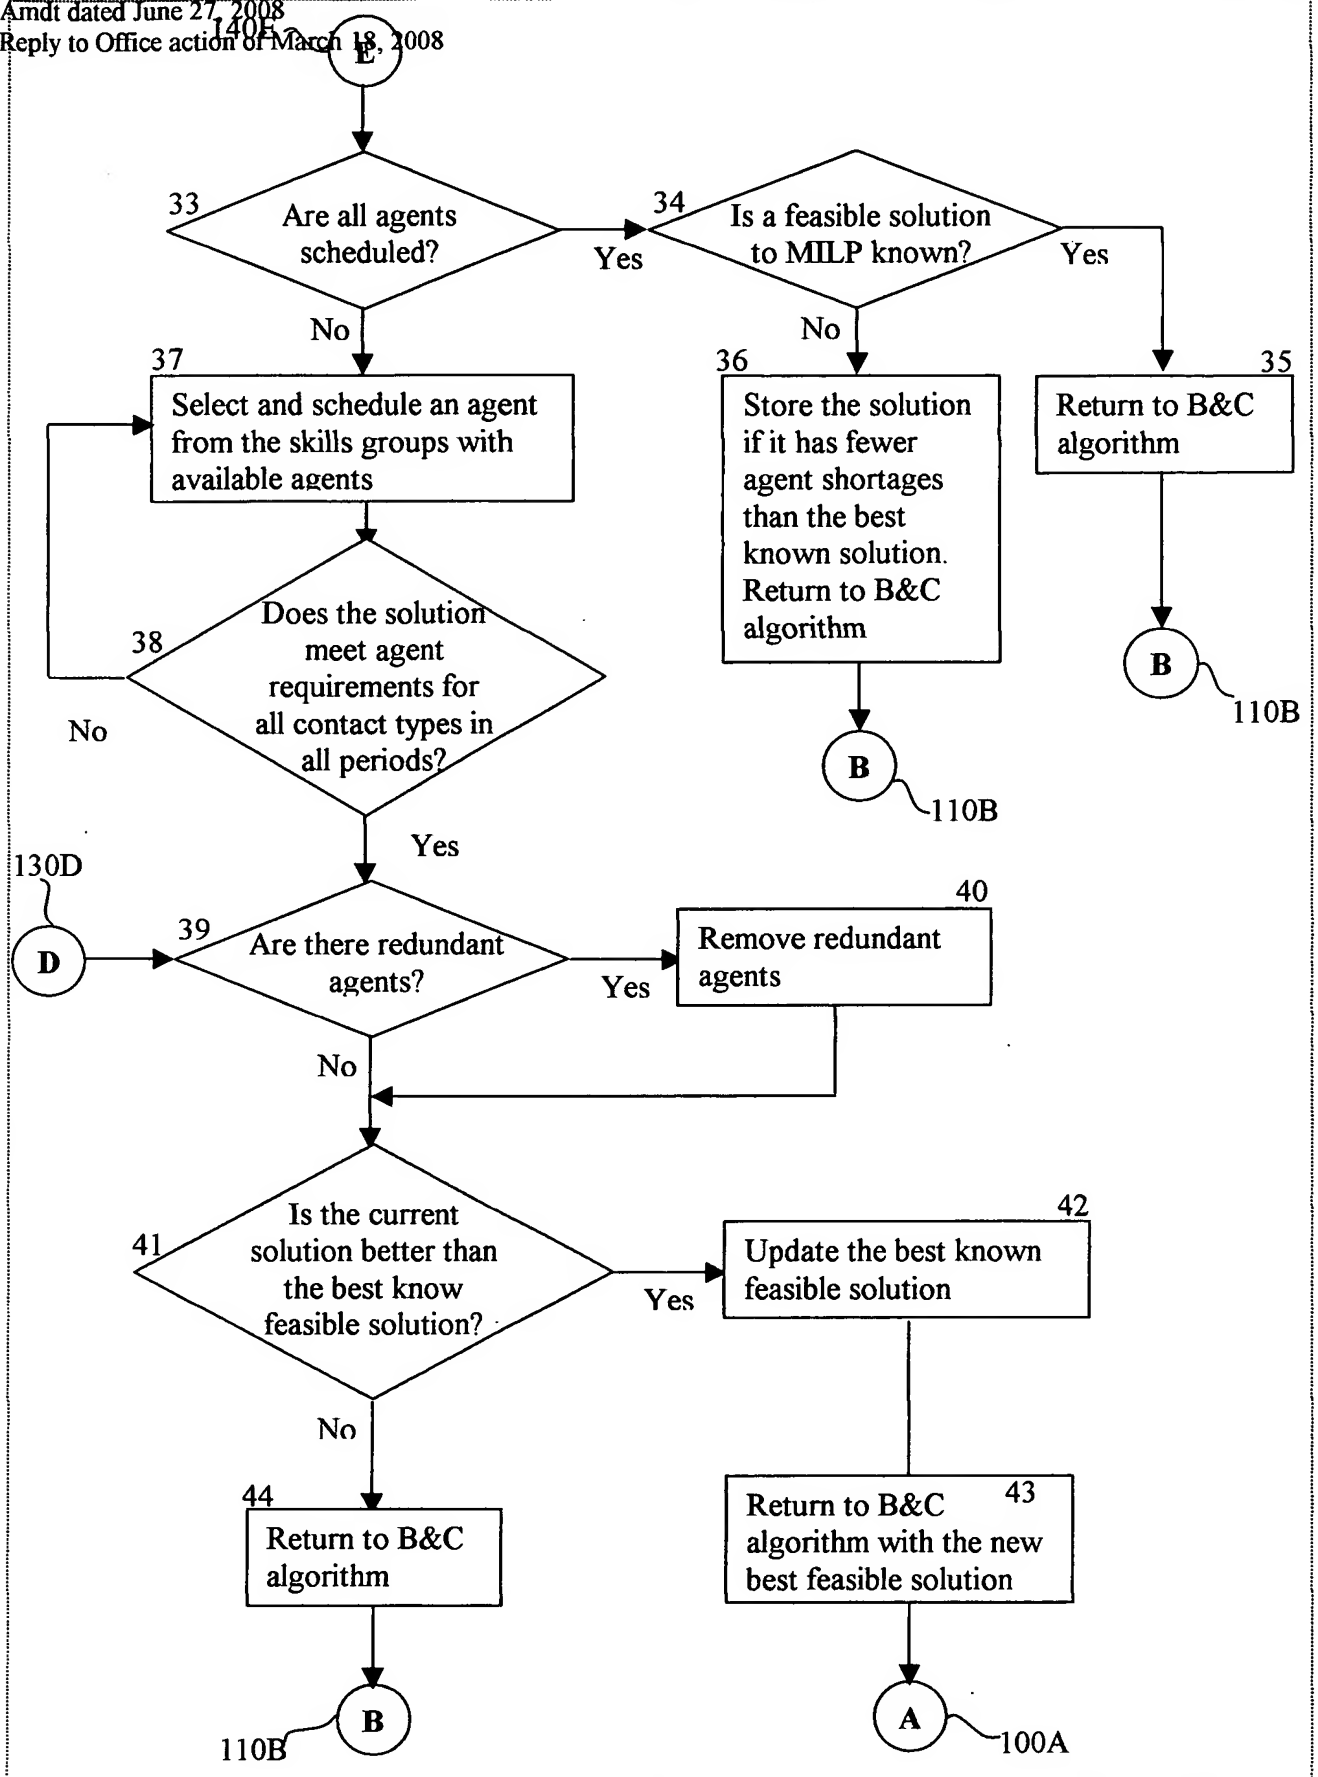 Amdt dated June 27, 2008
140E
Reply to Office action of March 18, 2008
E
33
Are all agents
scheduled?
Yes
No
34
Is a feasible solution
to MILP known?
Yes
No
37
Select and schedule an agent
from the skills groups with
available agents
36
Store the solution
if it has fewer
agent shortages
than the best
known solution.
Return to B&C
algorithm
35
Return to B&C
algorithm
B
110B
B
110B
38
Does the solution
meet agent
requirements for
all contact types in
all periods?
No
Yes
130D
D
39
Are there redundant
agents?
Yes
No
40
Remove redundant
agents
41
Is the current
solution better than
the best know
feasible solution?
Yes
No
42
Update the best known
feasible solution
44
Return to B&C
algorithm
43
Return to B&C
algorithm with the new
best feasible solution
B
110B
A
100A